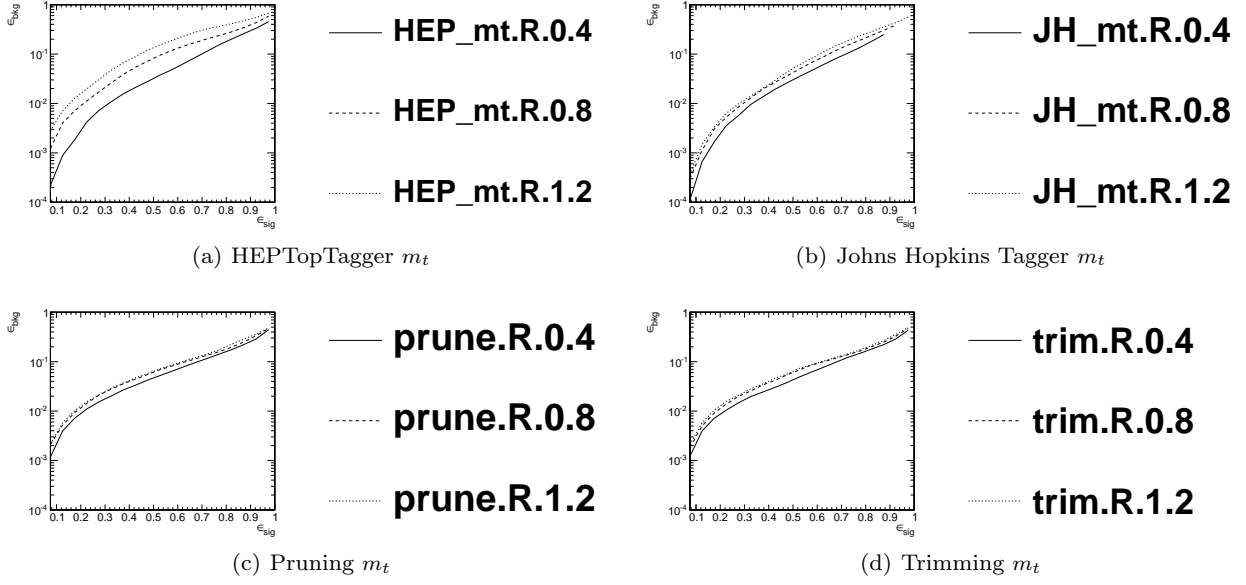 ϵ_bkg
1
10^-1
10^-2
10^-3
10^-4
0.1 0.2 0.3 0.4 0.5 0.6 0.7 0.8 0.9 1
ϵ_sig
HEP_mt.R.0.4
HEP_mt.R.0.8
HEP_mt.R.1.2
(a) HEPTopTagger m_t
ϵ_bkg
1
10^-1
10^-2
10^-3
10^-4
0.1 0.2 0.3 0.4 0.5 0.6 0.7 0.8 0.9 1
ϵ_sig
JH_mt.R.0.4
JH_mt.R.0.8
JH_mt.R.1.2
(b) Johns Hopkins Tagger m_t
ϵ_bkg
1
10^-1
10^-2
10^-3
10^-4
0.1 0.2 0.3 0.4 0.5 0.6 0.7 0.8 0.9 1
ϵ_sig
prune.R.0.4
prune.R.0.8
prune.R.1.2
(c) Pruning m_t
ϵ_bkg
1
10^-1
10^-2
10^-3
10^-4
0.1 0.2 0.3 0.4 0.5 0.6 0.7 0.8 0.9 1
ϵ_sig
trim.R.0.4
trim.R.0.8
trim.R.1.2
(d) Trimming m_t